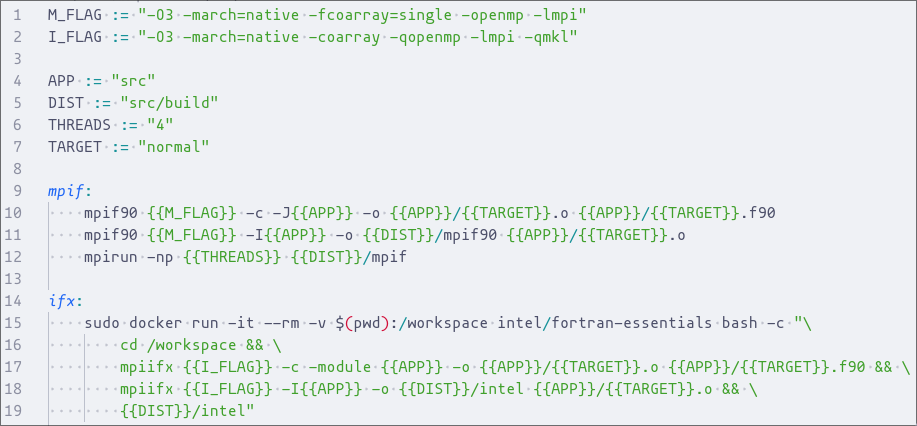 1 M_FLAG := "-O3 -march=native -fcoarray=single -openmp -lmpi"
2 I_FLAG := "-O3 -march=native -coarray -qopenmp -lmpi -qmkl"
3
4 APP := "src"
5 DIST := "src/build"
6 THREADS := "4"
7 TARGET := "normal"
8
9 mpif:
10     mpif90 {{M_FLAG}} -c -J{{APP}} -o {{APP}}/{{TARGET}}.o {{APP}}/{{TARGET}}.f90
11     mpif90 {{M_FLAG}} -I{{APP}} -o {{DIST}}/mpif90 {{APP}}/{{TARGET}}.o
12     mpirun -np {{THREADS}} {{DIST}}/mpif
13
14 ifx:
15     sudo docker run -it --rm -v $(pwd):/workspace intel/fortran-essentials bash -c "\
16         cd /workspace && \
17         mpiifx {{I_FLAG}} -c -module {{APP}} -o {{APP}}/{{TARGET}}.o {{APP}}/{{TARGET}}.f90 && \
18         mpiifx {{I_FLAG}} -I{{APP}} -o {{DIST}}/intel {{APP}}/{{TARGET}}.o && \
19         {{DIST}}/intel"